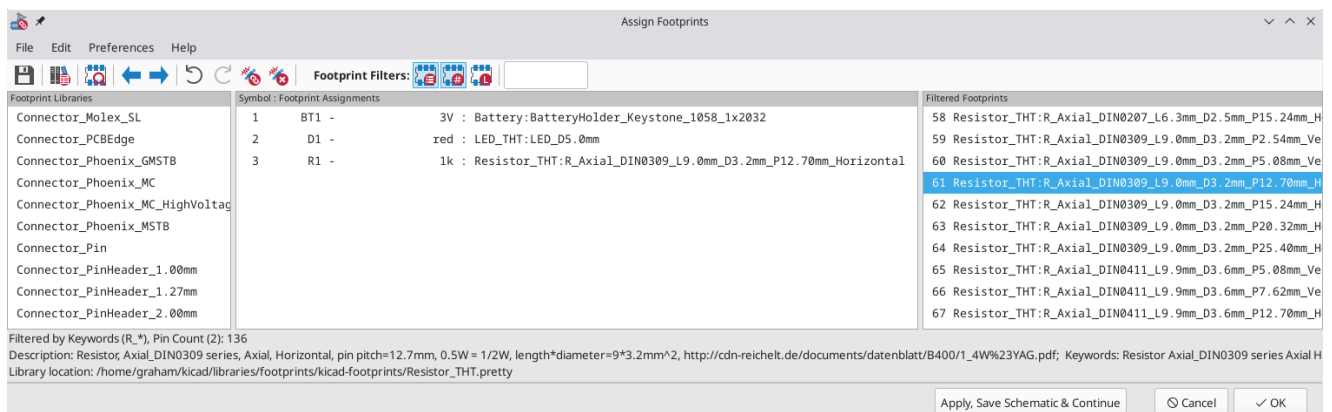 Assign Footprints
File Edit Preferences Help
Footprint Filters:
Footprint Libraries
Connector_Molex_SL
Connector_PCBEdge
Connector_Phoenix_GMSTB
Connector_Phoenix_MC
Connector_Phoenix_MC_HighVoltag
Connector_Phoenix_MSTB
Connector_Pin
Connector_PinHeader_1.00mm
Connector_PinHeader_1.27mm
Connector_PinHeader_2.00mm
Symbol : Footprint Assignments
1 BT1 - 3V : Battery:BatteryHolder_Keystone_1058_1x2032
2 D1 - red : LED_THT:LED_D5.0mm
3 R1 - 1k : Resistor_THT:R_Axial_DIN0309_L9.0mm_D3.2mm_P12.70mm_Horizontal
Filtered Footprints
58 Resistor_THT:R_Axial_DIN0207_L6.3mm_D2.5mm_P15.24mm_H
59 Resistor_THT:R_Axial_DIN0309_L9.0mm_D3.2mm_P2.54mm_Ve
60 Resistor_THT:R_Axial_DIN0309_L9.0mm_D3.2mm_P5.08mm_Ve
61 Resistor_THT:R_Axial_DIN0309_L9.0mm_D3.2mm_P12.70mm_H
62 Resistor_THT:R_Axial_DIN0309_L9.0mm_D3.2mm_P15.24mm_H
63 Resistor_THT:R_Axial_DIN0309_L9.0mm_D3.2mm_P20.32mm_H
64 Resistor_THT:R_Axial_DIN0309_L9.0mm_D3.2mm_P25.40mm_H
65 Resistor_THT:R_Axial_DIN0411_L9.9mm_D3.6mm_P5.08mm_Ve
66 Resistor_THT:R_Axial_DIN0411_L9.9mm_D3.6mm_P7.62mm_Ve
67 Resistor_THT:R_Axial_DIN0411_L9.9mm_D3.6mm_P12.70mm_H
Filtered by Keywords (R_*), Pin Count (2): 136
Description: Resistor, Axial_DIN0309 series, Axial, Horizontal, pin pitch=12.7mm, 0.5W = 1/2W, length*diameter=9*3.2mm^2, http://cdn-reichelt.de/documents/datenblatt/B400/1_4W%23YAG.pdf; Keywords: Resistor Axial_DIN0309 series Axial H
Library location: /home/graham/kicad/libraries/footprints/kicad-footprints/Resistor_THT.pretty
Apply, Save Schematic & Continue Cancel OK